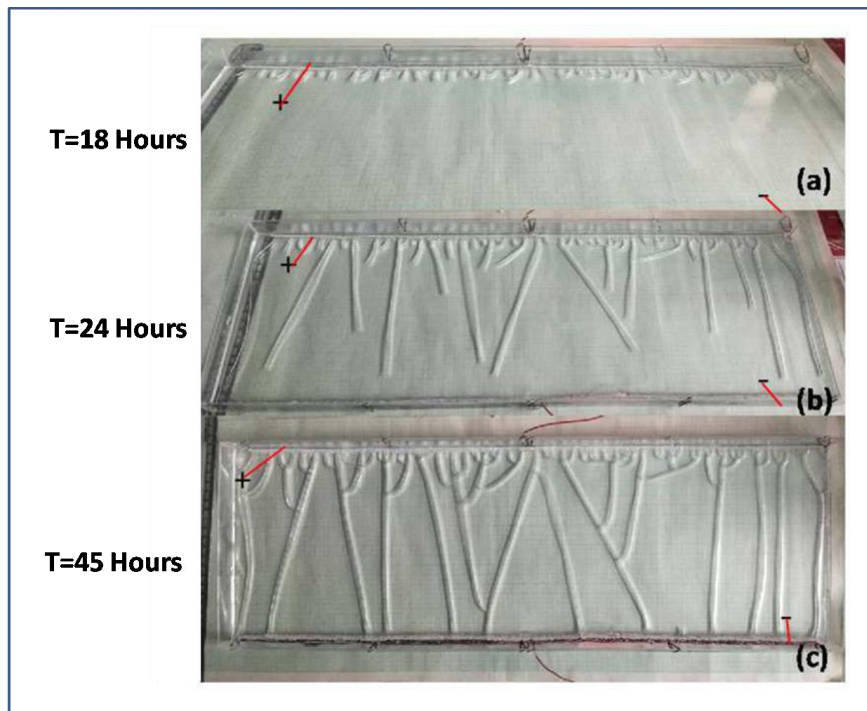 T=18 Hours
+
-
(a)
T=24 Hours
+
-
(b)
T=45 Hours
+
-
(c)